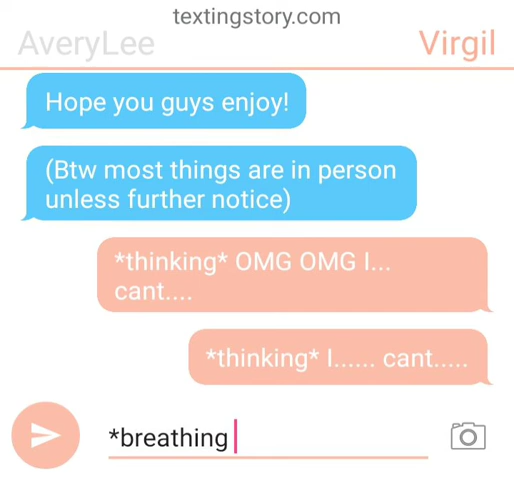 textingstory.com
AveryLee
Virgil
Hope you guys enjoy!
(Btw most things are in person
unless further notice)
*thinking* OMG OMG I...
cant....
*thinking* I...... cant.....
*breathing